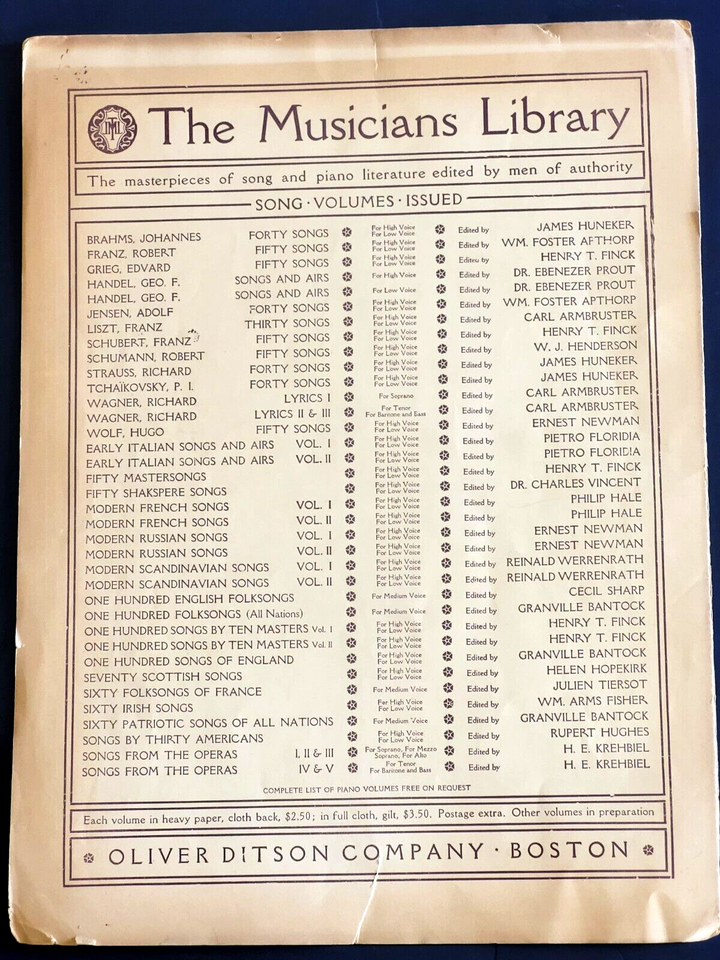 The Musicians Library
The masterpieces of song and piano literature edited by men of authority
SONG · VOLUMES · ISSUED
BRAHMS, JOHANNES FORTY SONGS For High Voice For Low Voice Edited by JAMES HUNEKER
FRANZ, ROBERT FIFTY SONGS For High Voice For Low Voice Edited by WM. FOSTER APTHORP
GRIEG, EDVARD FIFTY SONGS For High Voice For Low Voice Edited by HENRY T. FINCK
HANDEL, GEO. F. SONGS AND AIRS For High Voice Edited by DR. EBENEZER PROUT
HANDEL, GEO. F. SONGS AND AIRS For Low Voice Edited by DR. EBENEZER PROUT
JENSEN, ADOLF FORTY SONGS For High Voice For Low Voice Edited by WM. FOSTER APTHORP
LISZT, FRANZ THIRTY SONGS For High Voice For Low Voice Edited by CARL ARMBRUSTER
SCHUBERT, FRANZ FIFTY SONGS For High Voice For Low Voice Edited by HENRY T. FINCK
SCHUMANN, ROBERT FIFTY SONGS For High Voice For Low Voice Edited by W. J. HENDERSON
STRAUSS, RICHARD FORTY SONGS For High Voice For Low Voice Edited by JAMES HUNEKER
TCHAÏKOVSKY, P. I. FORTY SONGS For High Voice For Low Voice Edited by JAMES HUNEKER
WAGNER, RICHARD LYRICS I For Soprano Edited by CARL ARMBRUSTER
WAGNER, RICHARD LYRICS II & III For Tenor For Baritone and Bass Edited by CARL ARMBRUSTER
WOLF, HUGO FIFTY SONGS For High Voice For Low Voice Edited by ERNEST NEWMAN
EARLY ITALIAN SONGS AND AIRS VOL. I For High Voice For Low Voice Edited by PIETRO FLORIDIA
EARLY ITALIAN SONGS AND AIRS VOL. II For High Voice For Low Voice Edited by PIETRO FLORIDIA
FIFTY MASTERSONGS For High Voice For Low Voice Edited by HENRY T. FINCK
FIFTY SHAKSPERE SONGS For High Voice For Low Voice Edited by DR. CHARLES VINCENT
MODERN FRENCH SONGS VOL. I For High Voice For Low Voice Edited by PHILIP HALE
MODERN FRENCH SONGS VOL. II For High Voice For Low Voice Edited by PHILIP HALE
MODERN RUSSIAN SONGS VOL. I For High Voice For Low Voice Edited by ERNEST NEWMAN
MODERN RUSSIAN SONGS VOL. II For High Voice For Low Voice Edited by ERNEST NEWMAN
MODERN SCANDINAVIAN SONGS VOL. I For High Voice For Low Voice Edited by REINALD WERRENRATH
MODERN SCANDINAVIAN SONGS VOL. II For High Voice For Low Voice Edited by REINALD WERRENRATH
ONE HUNDRED ENGLISH FOLKSONGS For Medium Voice Edited by CECIL SHARP
ONE HUNDRED FOLKSONGS (All Nations) For Medium Voice Edited by GRANVILLE BANTOCK
ONE HUNDRED SONGS BY TEN MASTERS Vol. I For High Voice For Low Voice Edited by HENRY T. FINCK
ONE HUNDRED SONGS BY TEN MASTERS Vol. II For High Voice For Low Voice Edited by HENRY T. FINCK
ONE HUNDRED SONGS OF ENGLAND For High Voice For Low Voice Edited by GRANVILLE BANTOCK
SEVENTY SCOTTISH SONGS For High Voice For Low Voice Edited by HELEN HOPEKIRK
SIXTY FOLKSONGS OF FRANCE For Medium Voice Edited by JULIEN TIERSOT
SIXTY IRISH SONGS For High Voice For Low Voice Edited by WM. ARMS FISHER
SIXTY PATRIOTIC SONGS OF ALL NATIONS For Medium Voice Edited by GRANVILLE BANTOCK
SONGS BY THIRTY AMERICANS For High Voice For Low Voice Edited by RUPERT HUGHES
SONGS FROM THE OPERAS I, II & III For Soprano, For Mezzo Soprano, For Alto Edited by H. E. KREHBIEL
SONGS FROM THE OPERAS IV & V For Tenor For Baritone and Bass Edited by H. E. KREHBIEL
COMPLETE LIST OF PIANO VOLUMES FREE ON REQUEST
Each volume in heavy paper, cloth back, $2.50; in full cloth, gilt, $3.50. Postage extra. Other volumes in preparation
OLIVER DITSON COMPANY · BOSTON